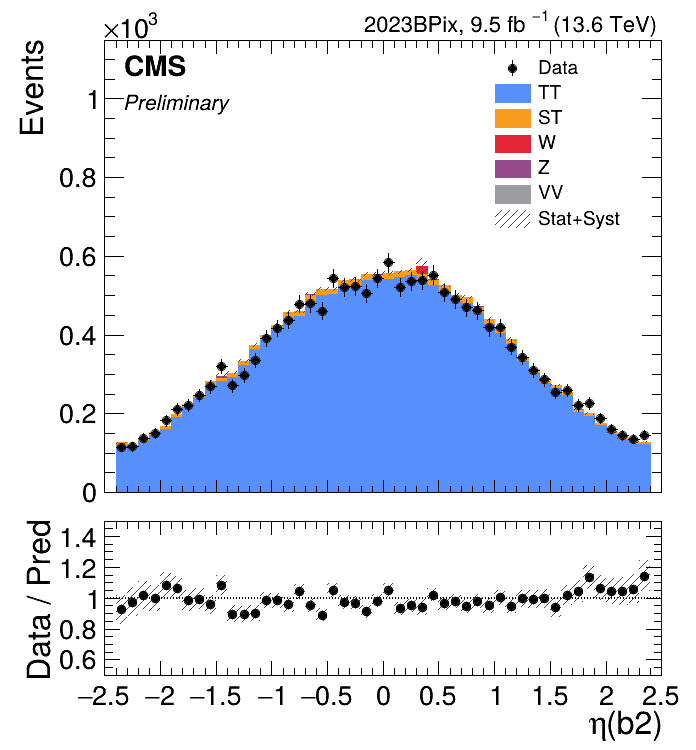 ×10³
2023BPix, 9.5 fb⁻¹ (13.6 TeV)
Events
CMS
Preliminary
Data
TT
ST
W
Z
VV
Stat+Syst
1
0.8
0.6
0.4
0.2
0
Data / Pred
1.4
1.2
1
0.8
0.6
−2.5 −2 −1.5 −1 −0.5 0 0.5 1 1.5 2 2.5
η(b2)